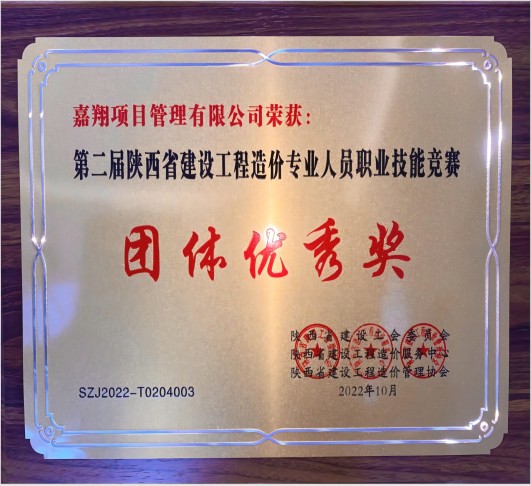 嘉翔项目管理有限公司荣获：
第二届陕西省建设工程造价专业人员职业技能竞赛
团体优秀奖
陕西省建设工会委员会
陕西省建设工程造价服务中心
SZJ2022-T0204003
陕西省建设工程造价管理协会
2022年10月